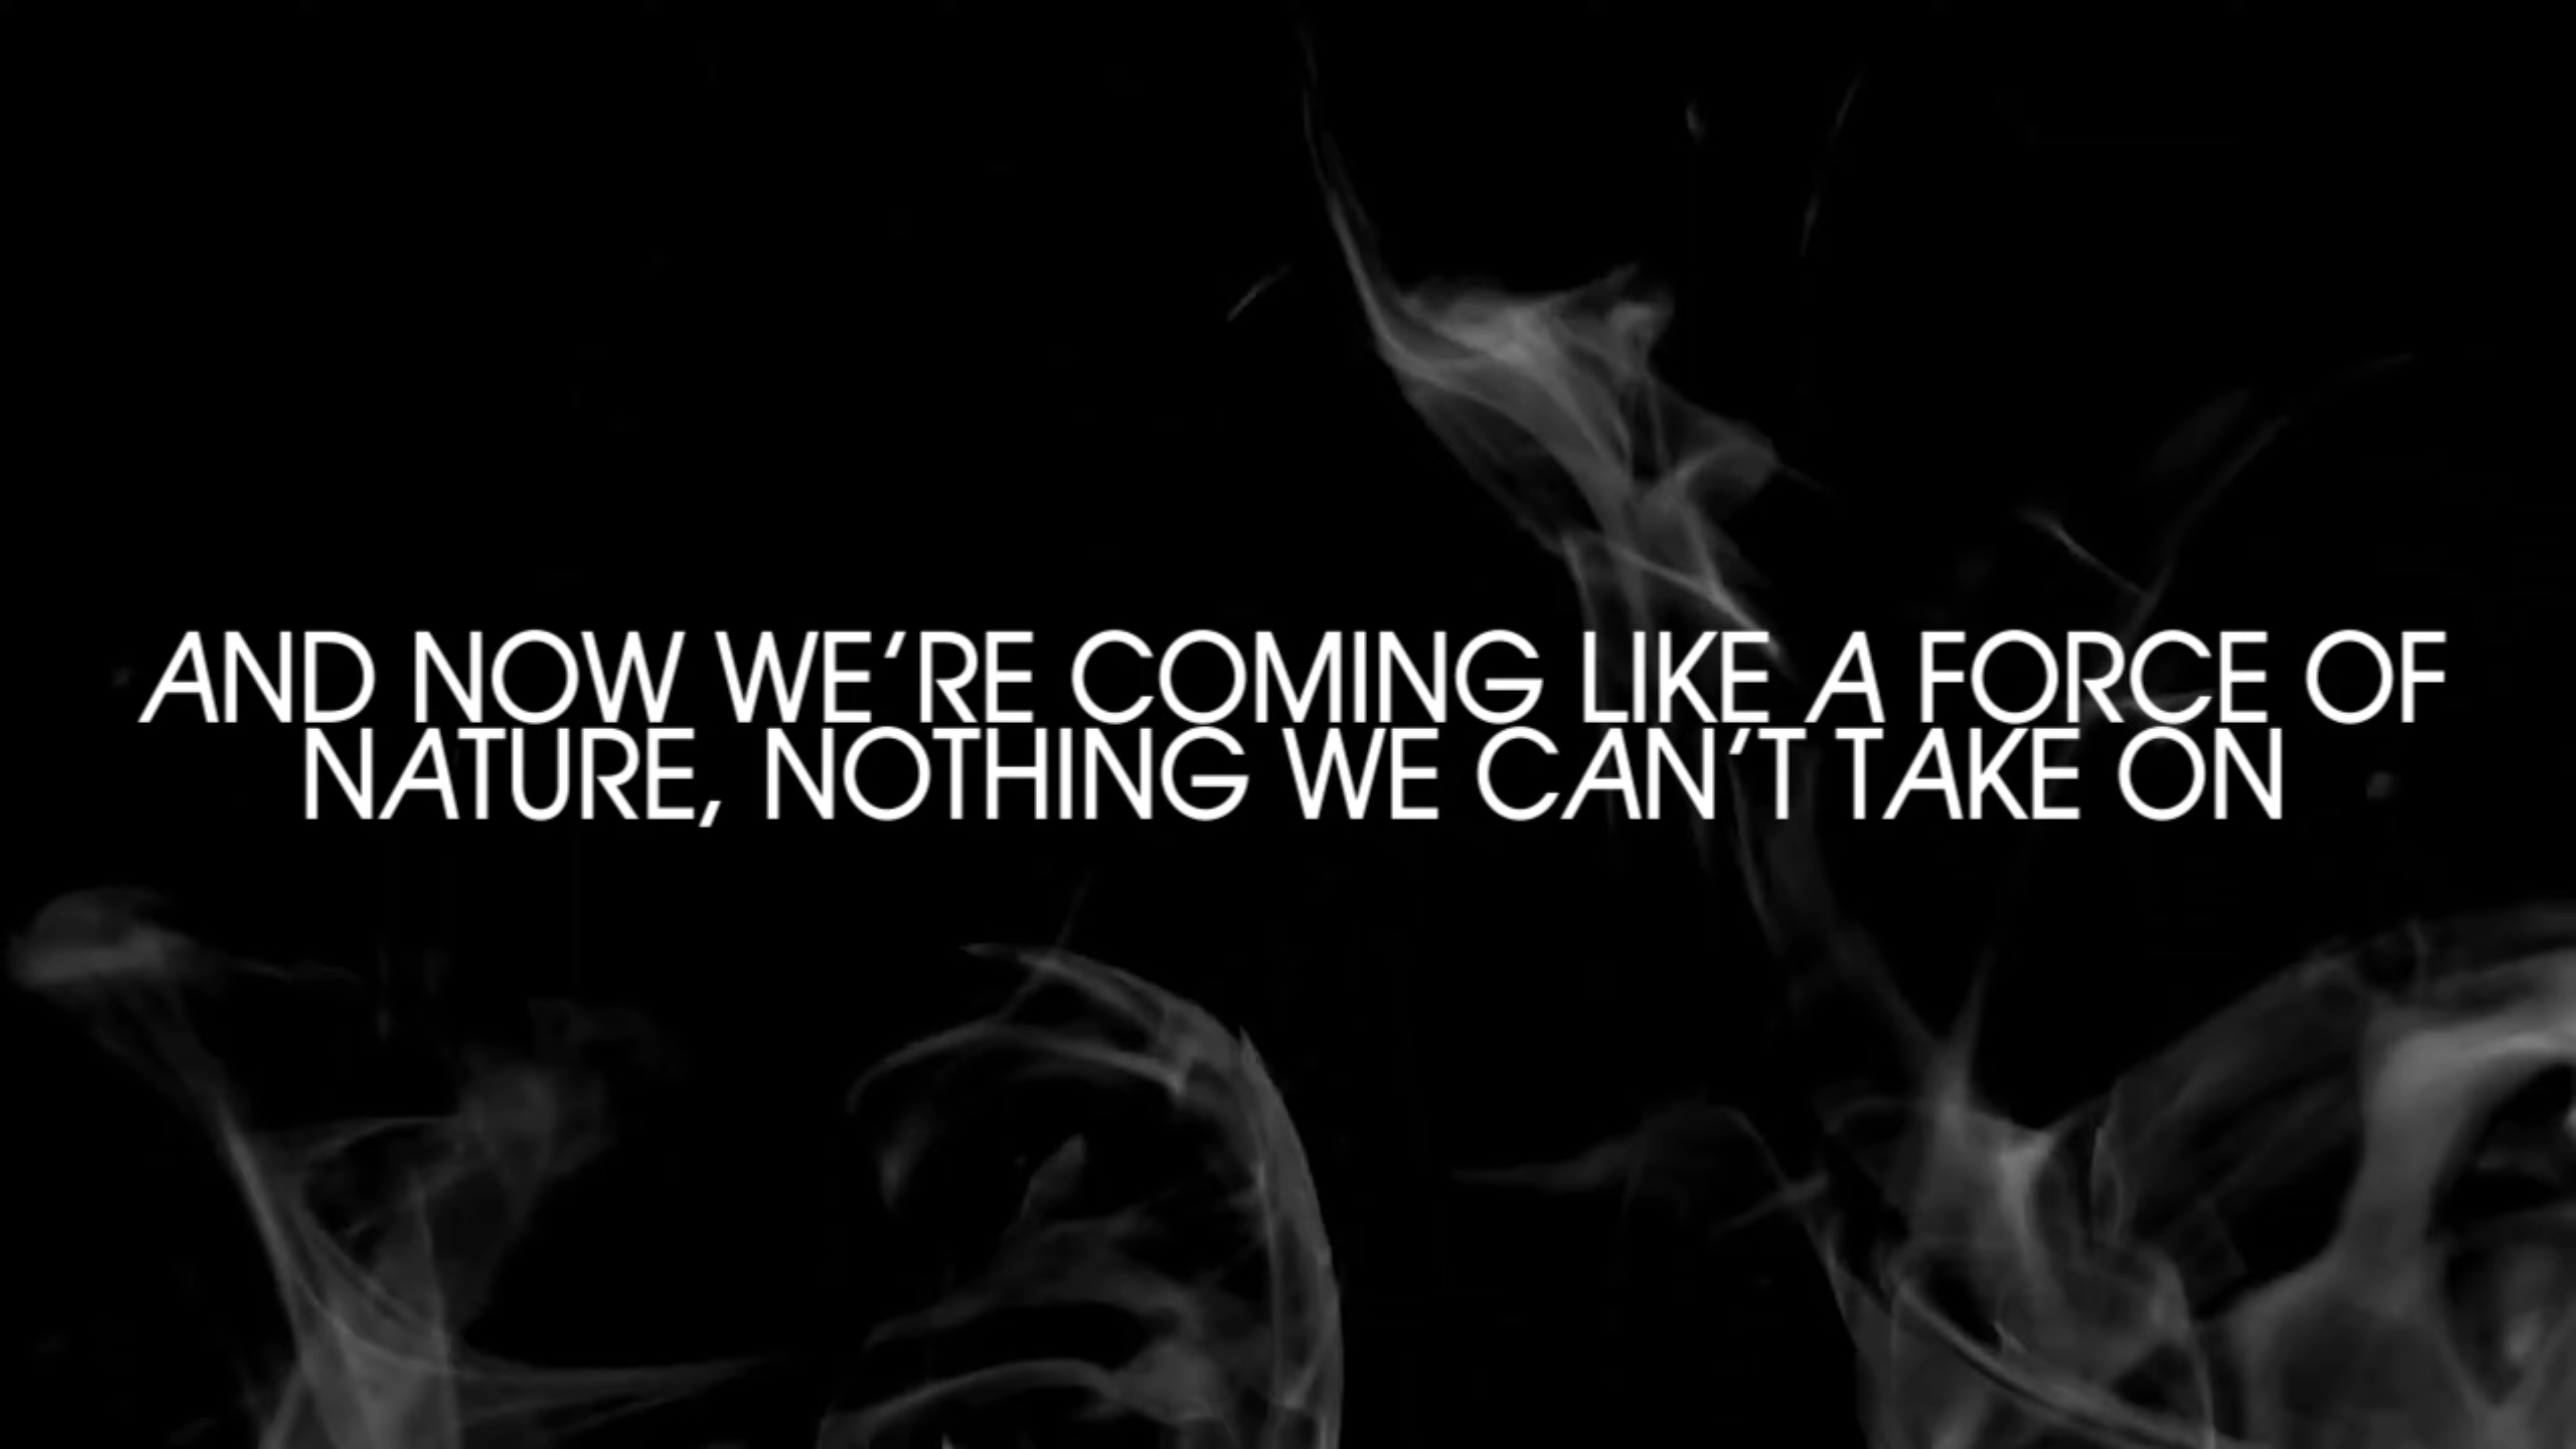 AND NOW WE’RE COMING LIKE A FORCE OF
NATURE, NOTHING WE CAN’T TAKE ON